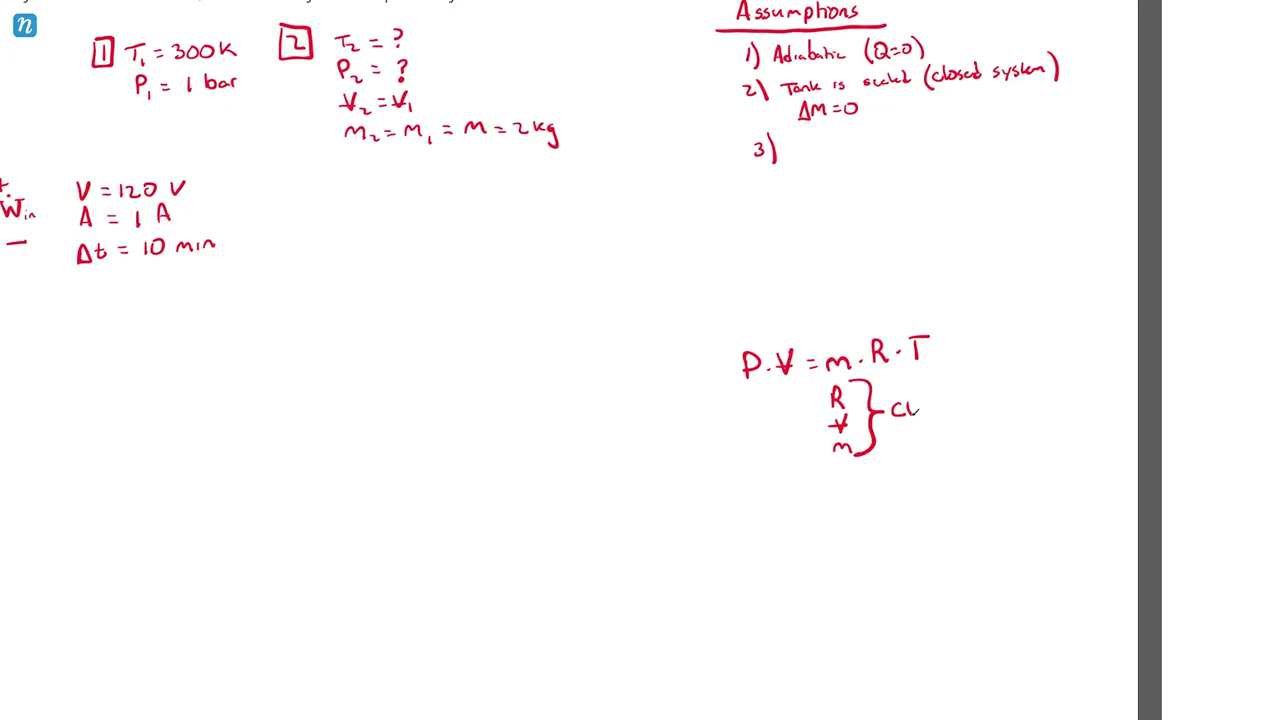 n
1 T₁ = 300K
P₁ = 1 bar
2 T₂ = ?
P₂ = ?
V₂ = V₁
m₂ = m₁ = m = 2kg
Ẇin
V = 120 V
A = 1 A
Δt = 10 min
Assumptions
1) Adiabatic (Q=0)
2) Tank is sealed (closed system)
ΔM=0
3)
P.V = m.R.T
R
V
m